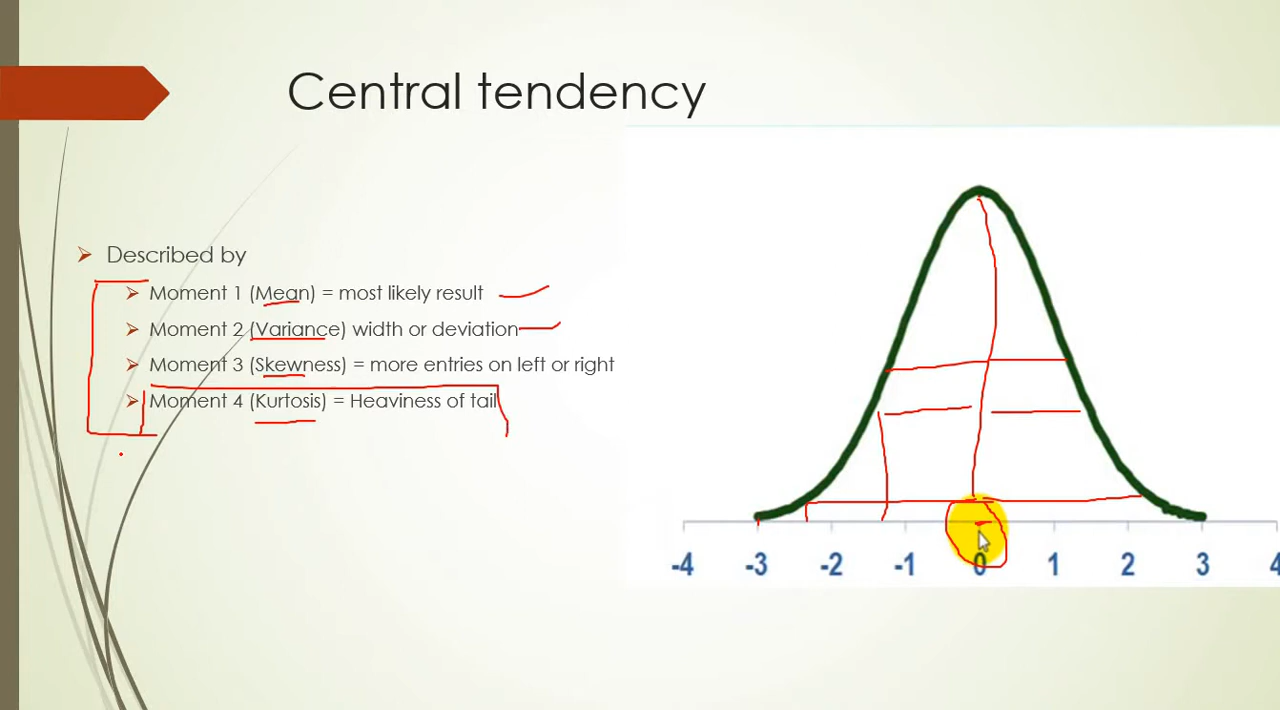 Central tendency
Described by
Moment 1 (Mean) = most likely result
Moment 2 (Variance) width or deviation
Moment 3 (Skewness) = more entries on left or right
Moment 4 (Kurtosis) = Heaviness of tail
-4 -3 -2 -1 0 1 2 3 4